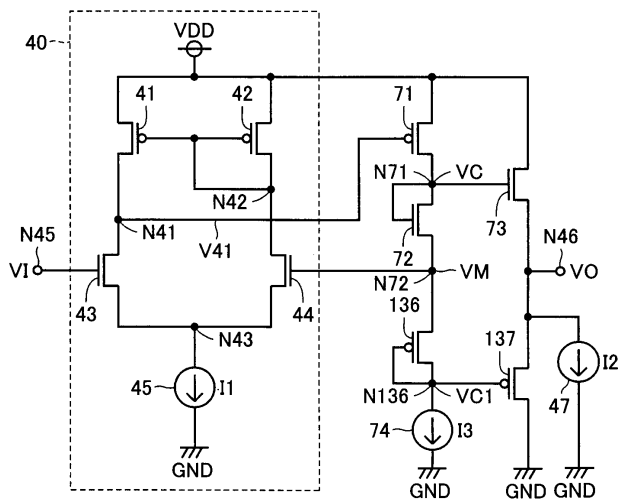 40
VDD
41
42
71
N71
VC
N42
73
N45
VI
N41
V41
72
N46
VO
43
44
N72
VM
136
137
N43
I2
45
I1
N136
VC1
47
74
I3
GND
GND
GND
GND